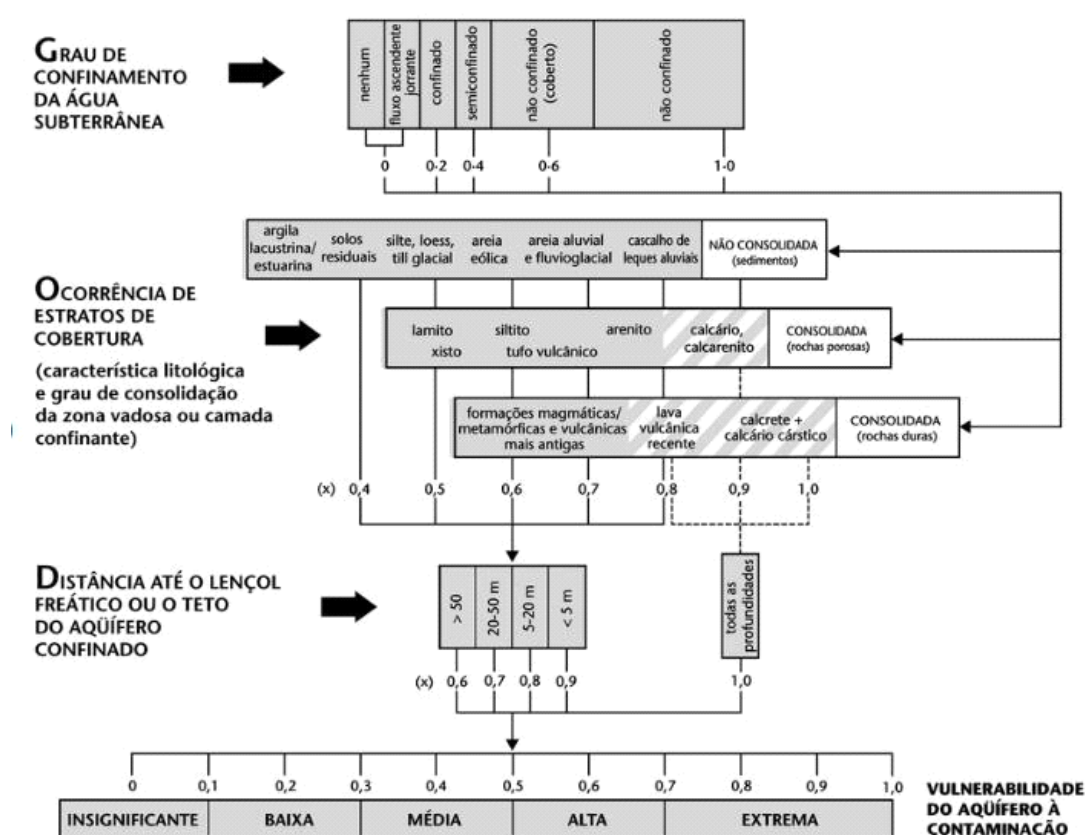 GRAU DE
CONFINAMENTO
DA ÁGUA
SUBTERRÂNEA
nenhum
fluxo ascendente
jorrante
confinado
semiconfinado
não confinado
(coberto)
não confinado
0
0·2
0·4
0·6
1·0
argila
lacustrina/
estuarina
solos
residuais
silte, loess,
till glacial
areia
eólica
areia aluvial
e fluvioglacial
cascalho de
leques aluviais
NÃO CONSOLIDADA
(sedimentos)
OCORRÊNCIA DE
ESTRATOS DE
COBERTURA
(característica litológica
e grau de consolidação
da zona vadosa ou camada
confinante)
lamito
xisto
siltito
tufo vulcânico
arenito
calcário,
calcarenito
CONSOLIDADA
(rochas porosas)
formações magmáticas/
metamórficas e vulcânicas
mais antigas
lava
vulcânica
recente
calcrete +
calcário cárstico
CONSOLIDADA
(rochas duras)
(x) 0,4 0,5 0,6 0,7 0,8 0,9 1,0
DISTÂNCIA ATÉ O LENÇOL
FREÁTICO OU O TETO
DO AQÜÍFERO
CONFINADO
> 50
20-50 m
5-20 m
< 5 m
todas as
profundidades
(x) 0,6 0,7 0,8 0,9 1,0
0 0,1 0,2 0,3 0,4 0,5 0,6 0,7 0,8 0,9 1,0
INSIGNIFICANTE BAIXA MÉDIA ALTA EXTREMA
VULNERABILIDADE
DO AQÜÍFERO À
CONTAMINAÇÃO